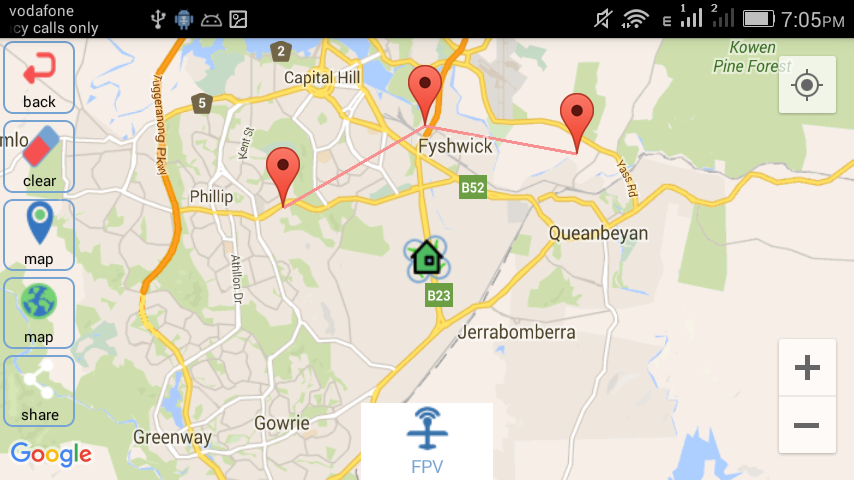 vodafone
cy calls only
E
1
2
7:05PM
Kowen
Pine Forest
2
back
Capital Hill
5
Tuggeranong Pkwy
Kent St
mlo
Fyshwick
clear
Yass Rd
B52
Phillip
map
Queanbeyan
Athllon Dr
B23
map
Jerrabomberra
share
Gowrie
Greenway
Google
FPV